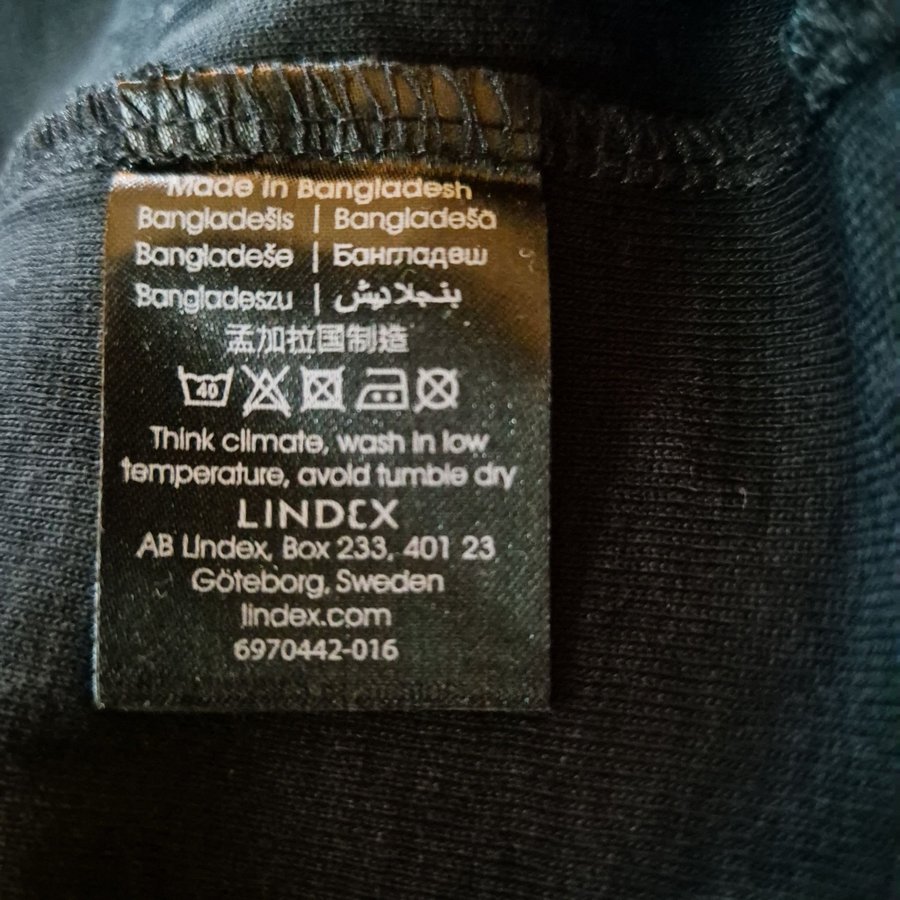 Made in Bangladesh
Bangladešis | Bangladešā
Bangladeše | Бангладеш
Bangladeszu | بنجلاديش
孟加拉国制造
40
Think climate, wash in low
temperature, avoid tumble dry
LINDEX
AB Lindex, Box 233, 401 23
Göteborg, Sweden
lindex.com
6970442-016